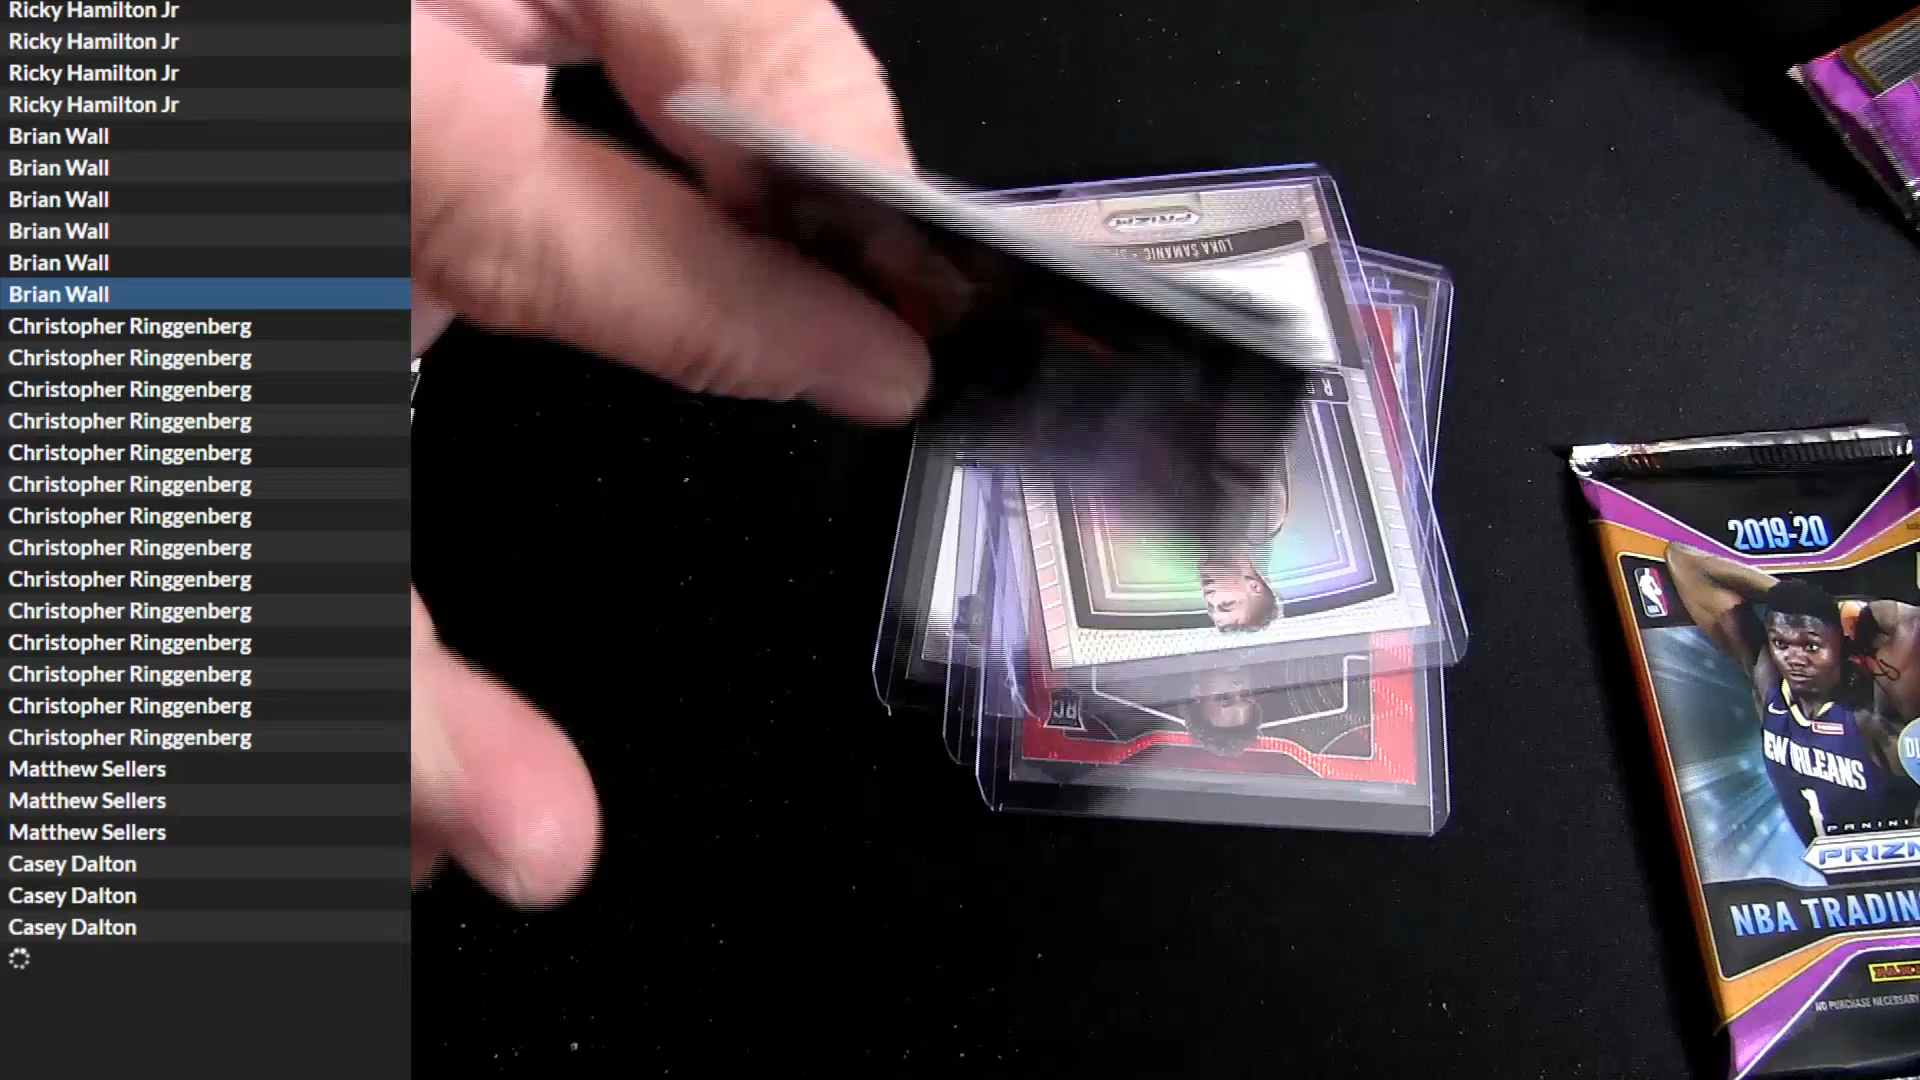 Ricky Hamilton Jr
Ricky Hamilton Jr
Ricky Hamilton Jr
Ricky Hamilton Jr
Brian Wall
Brian Wall
Brian Wall
Brian Wall
Brian Wall
Brian Wall
Christopher Ringgenberg
Christopher Ringgenberg
Christopher Ringgenberg
Christopher Ringgenberg
Christopher Ringgenberg
Christopher Ringgenberg
Christopher Ringgenberg
Christopher Ringgenberg
Christopher Ringgenberg
Christopher Ringgenberg
Christopher Ringgenberg
Christopher Ringgenberg
Christopher Ringgenberg
Christopher Ringgenberg
Matthew Sellers
Matthew Sellers
Matthew Sellers
Casey Dalton
Casey Dalton
Casey Dalton
PRIZM
LUKA ŠAMANIĆ
RC
2019-20
NEW ORLEANS
1
PANINI
PRIZM
NBA TRADIN
NO PURCHASE NECESSARY